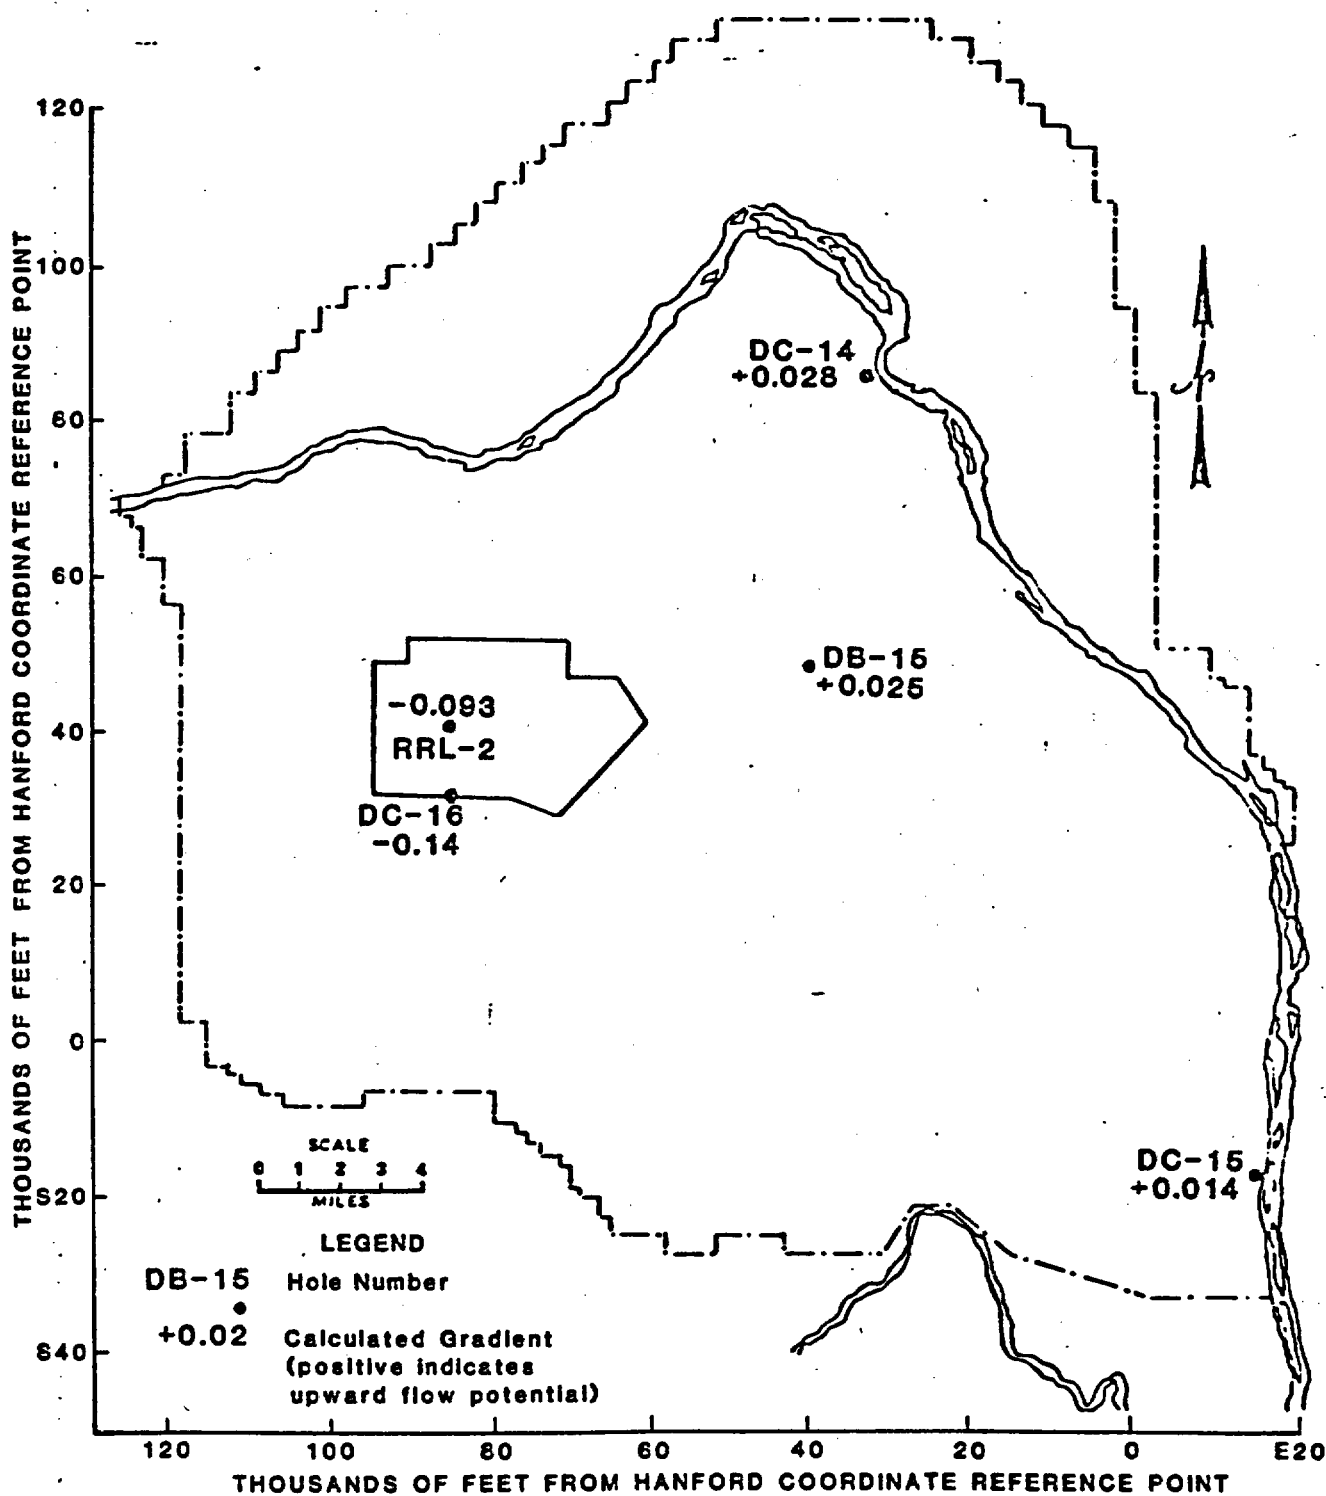 120
100
80
60
40
20
0
S20
S40
THOUSANDS OF FEET FROM HANFORD COORDINATE REFERENCE POINT
DC-14
+0.028
DB-15
+0.025
-0.093
RRL-2
DC-16
-0.14
DC-15
+0.014
SCALE
0 1 2 3 4
MILES
LEGEND
DB-15 Hole Number
+0.02 Calculated Gradient
(positive indicates
upward flow potential)
120 100 80 60 40 20 0 E20
THOUSANDS OF FEET FROM HANFORD COORDINATE REFERENCE POINT